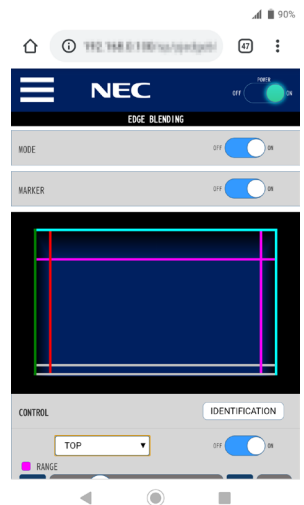 90%
47
NEC
POWER
OFF ON
EDGE BLENDING
MODE OFF ON
MARKER OFF ON
CONTROL IDENTIFICATION
TOP OFF ON
RANGE